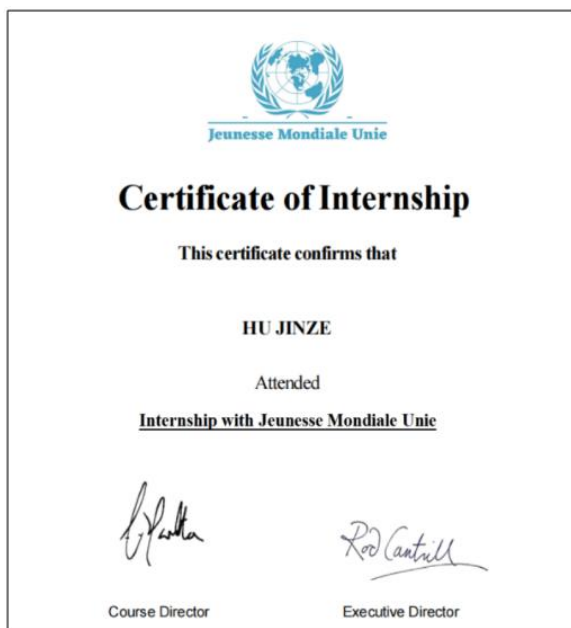 Jeunesse Mondiale Unie
Certificate of Internship
This certificate confirms that
HU JINZE
Attended
Internship with Jeunesse Mondiale Unie
Rod Cantrill
Course Director
Executive Director